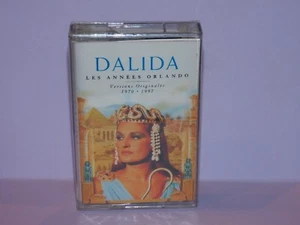 DALIDA
LES ANNÉES ORLANDO
Versions Originales
1970 • 1997